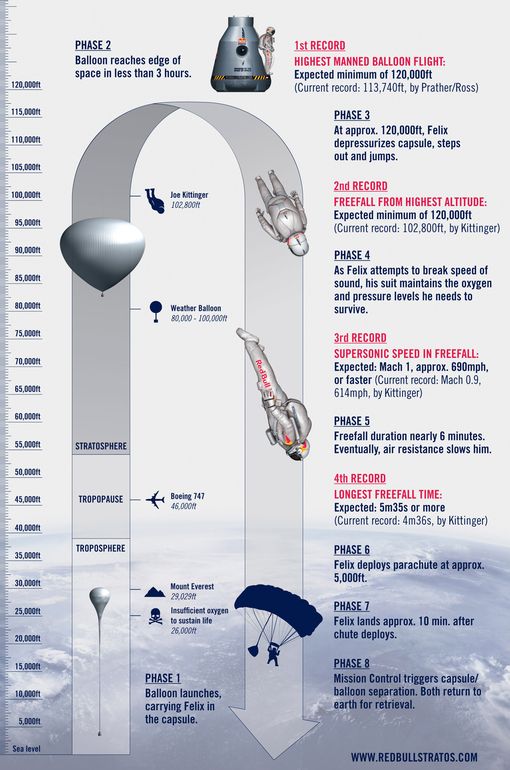 PHASE 2
Balloon reaches edge of
space in less than 3 hours.
1st RECORD
HIGHEST MANNED BALLOON FLIGHT:
Expected minimum of 120,000ft
(Current record: 113,740ft, by Prather/Ross)
PHASE 3
At approx. 120,000ft, Felix
depressurizes capsule, steps
out and jumps.
2nd RECORD
FREEFALL FROM HIGHEST ALTITUDE:
Expected minimum of 120,000ft
(Current record: 102,800ft, by Kittinger)
PHASE 4
As Felix attempts to break speed of
sound, his suit maintains the oxygen
and pressure levels he needs to
survive.
3rd RECORD
SUPERSONIC SPEED IN FREEFALL:
Expected: Mach 1, approx. 690mph,
or faster (Current record: Mach 0.9,
614mph, by Kittinger)
PHASE 5
Freefall duration nearly 6 minutes.
Eventually, air resistance slows him.
4th RECORD
LONGEST FREEFALL TIME:
Expected: 5m35s or more
(Current record: 4m36s, by Kittinger)
PHASE 6
Felix deploys parachute at approx.
5,000ft.
PHASE 7
Felix lands approx. 10 min. after
chute deploys.
PHASE 8
Mission Control triggers capsule/
balloon separation. Both return to
earth for retrieval.
120,000ft
115,000ft
110,000ft
105,000ft
100,000ft
95,000ft
90,000ft
85,000ft
80,000ft
75,000ft
70,000ft
65,000ft
60,000ft
55,000ft
50,000ft
45,000ft
40,000ft
35,000ft
30,000ft
25,000ft
20,000ft
15,000ft
10,000ft
5,000ft
Sea level
Joe Kittinger
102,800ft
Weather Balloon
80,000 - 100,000ft
RedBull
STRATOSPHERE
TROPOPAUSE
Boeing 747
46,000ft
TROPOSPHERE
Mount Everest
29,029ft
Insufficient oxygen
to sustain life
26,000ft
PHASE 1
Balloon launches,
carrying Felix in
the capsule.
WWW.REDBULLSTRATOS.COM